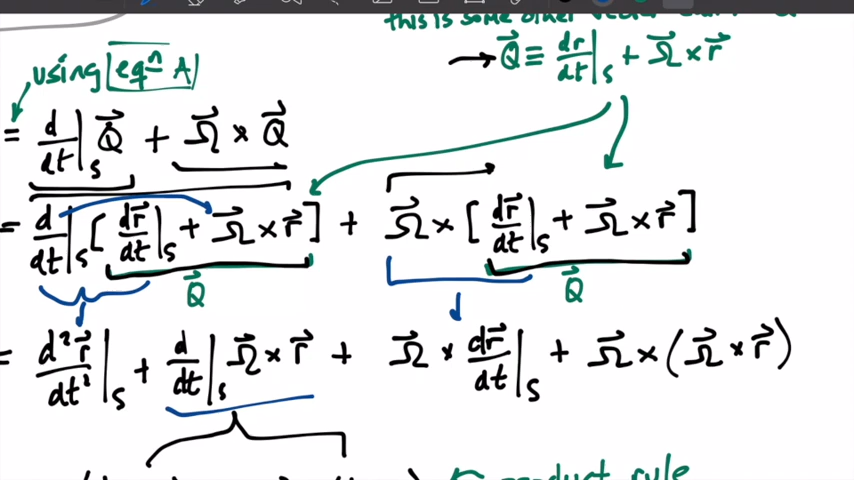 this is some other vector
Q⃗ ≡ dr/dt|s + Ω⃗ × r⃗
using eqⁿ A
= d/dt|s Q⃗ + Ω⃗ × Q⃗
= d/dt|s [dr⃗/dt|s + Ω⃗ × r⃗] + Ω⃗ × [dr⃗/dt|s + Ω⃗ × r⃗]
Q⃗ Q⃗
= d²r⃗/dt²|s + d/dt|s Ω⃗ × r⃗ + Ω⃗ × dr⃗/dt|s + Ω⃗ × (Ω⃗ × r⃗)
product rule